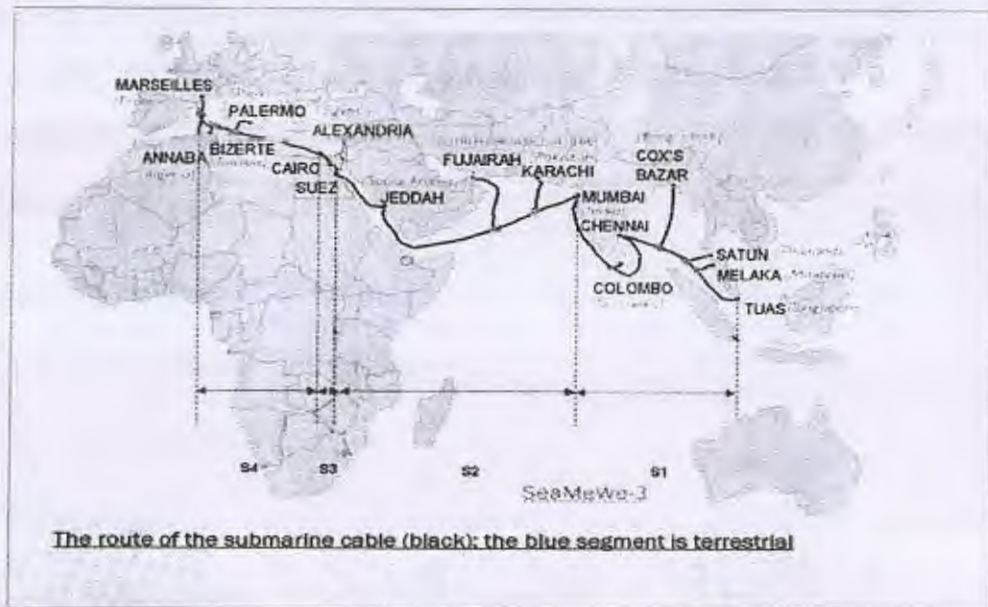 MARSEILLES
PALERMO
ALEXANDRIA
ANNABA
BIZERTE
CAIRO
SUEZ
JEDDAH
FUJAIRAH
KARACHI
COX'S
BAZAR
MUMBAI
CHENNAI
SATUN
MELAKA
COLOMBO
TUAS
S4
S3
S2
S1
SeaMeWe-3
The route of the submarine cable (black); the blue segment is terrestrial